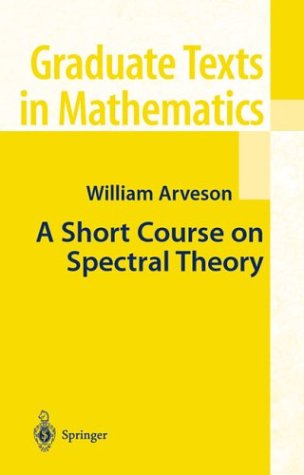 Graduate Texts
in Mathematics
William Arveson
A Short Course on
Spectral Theory
Springer